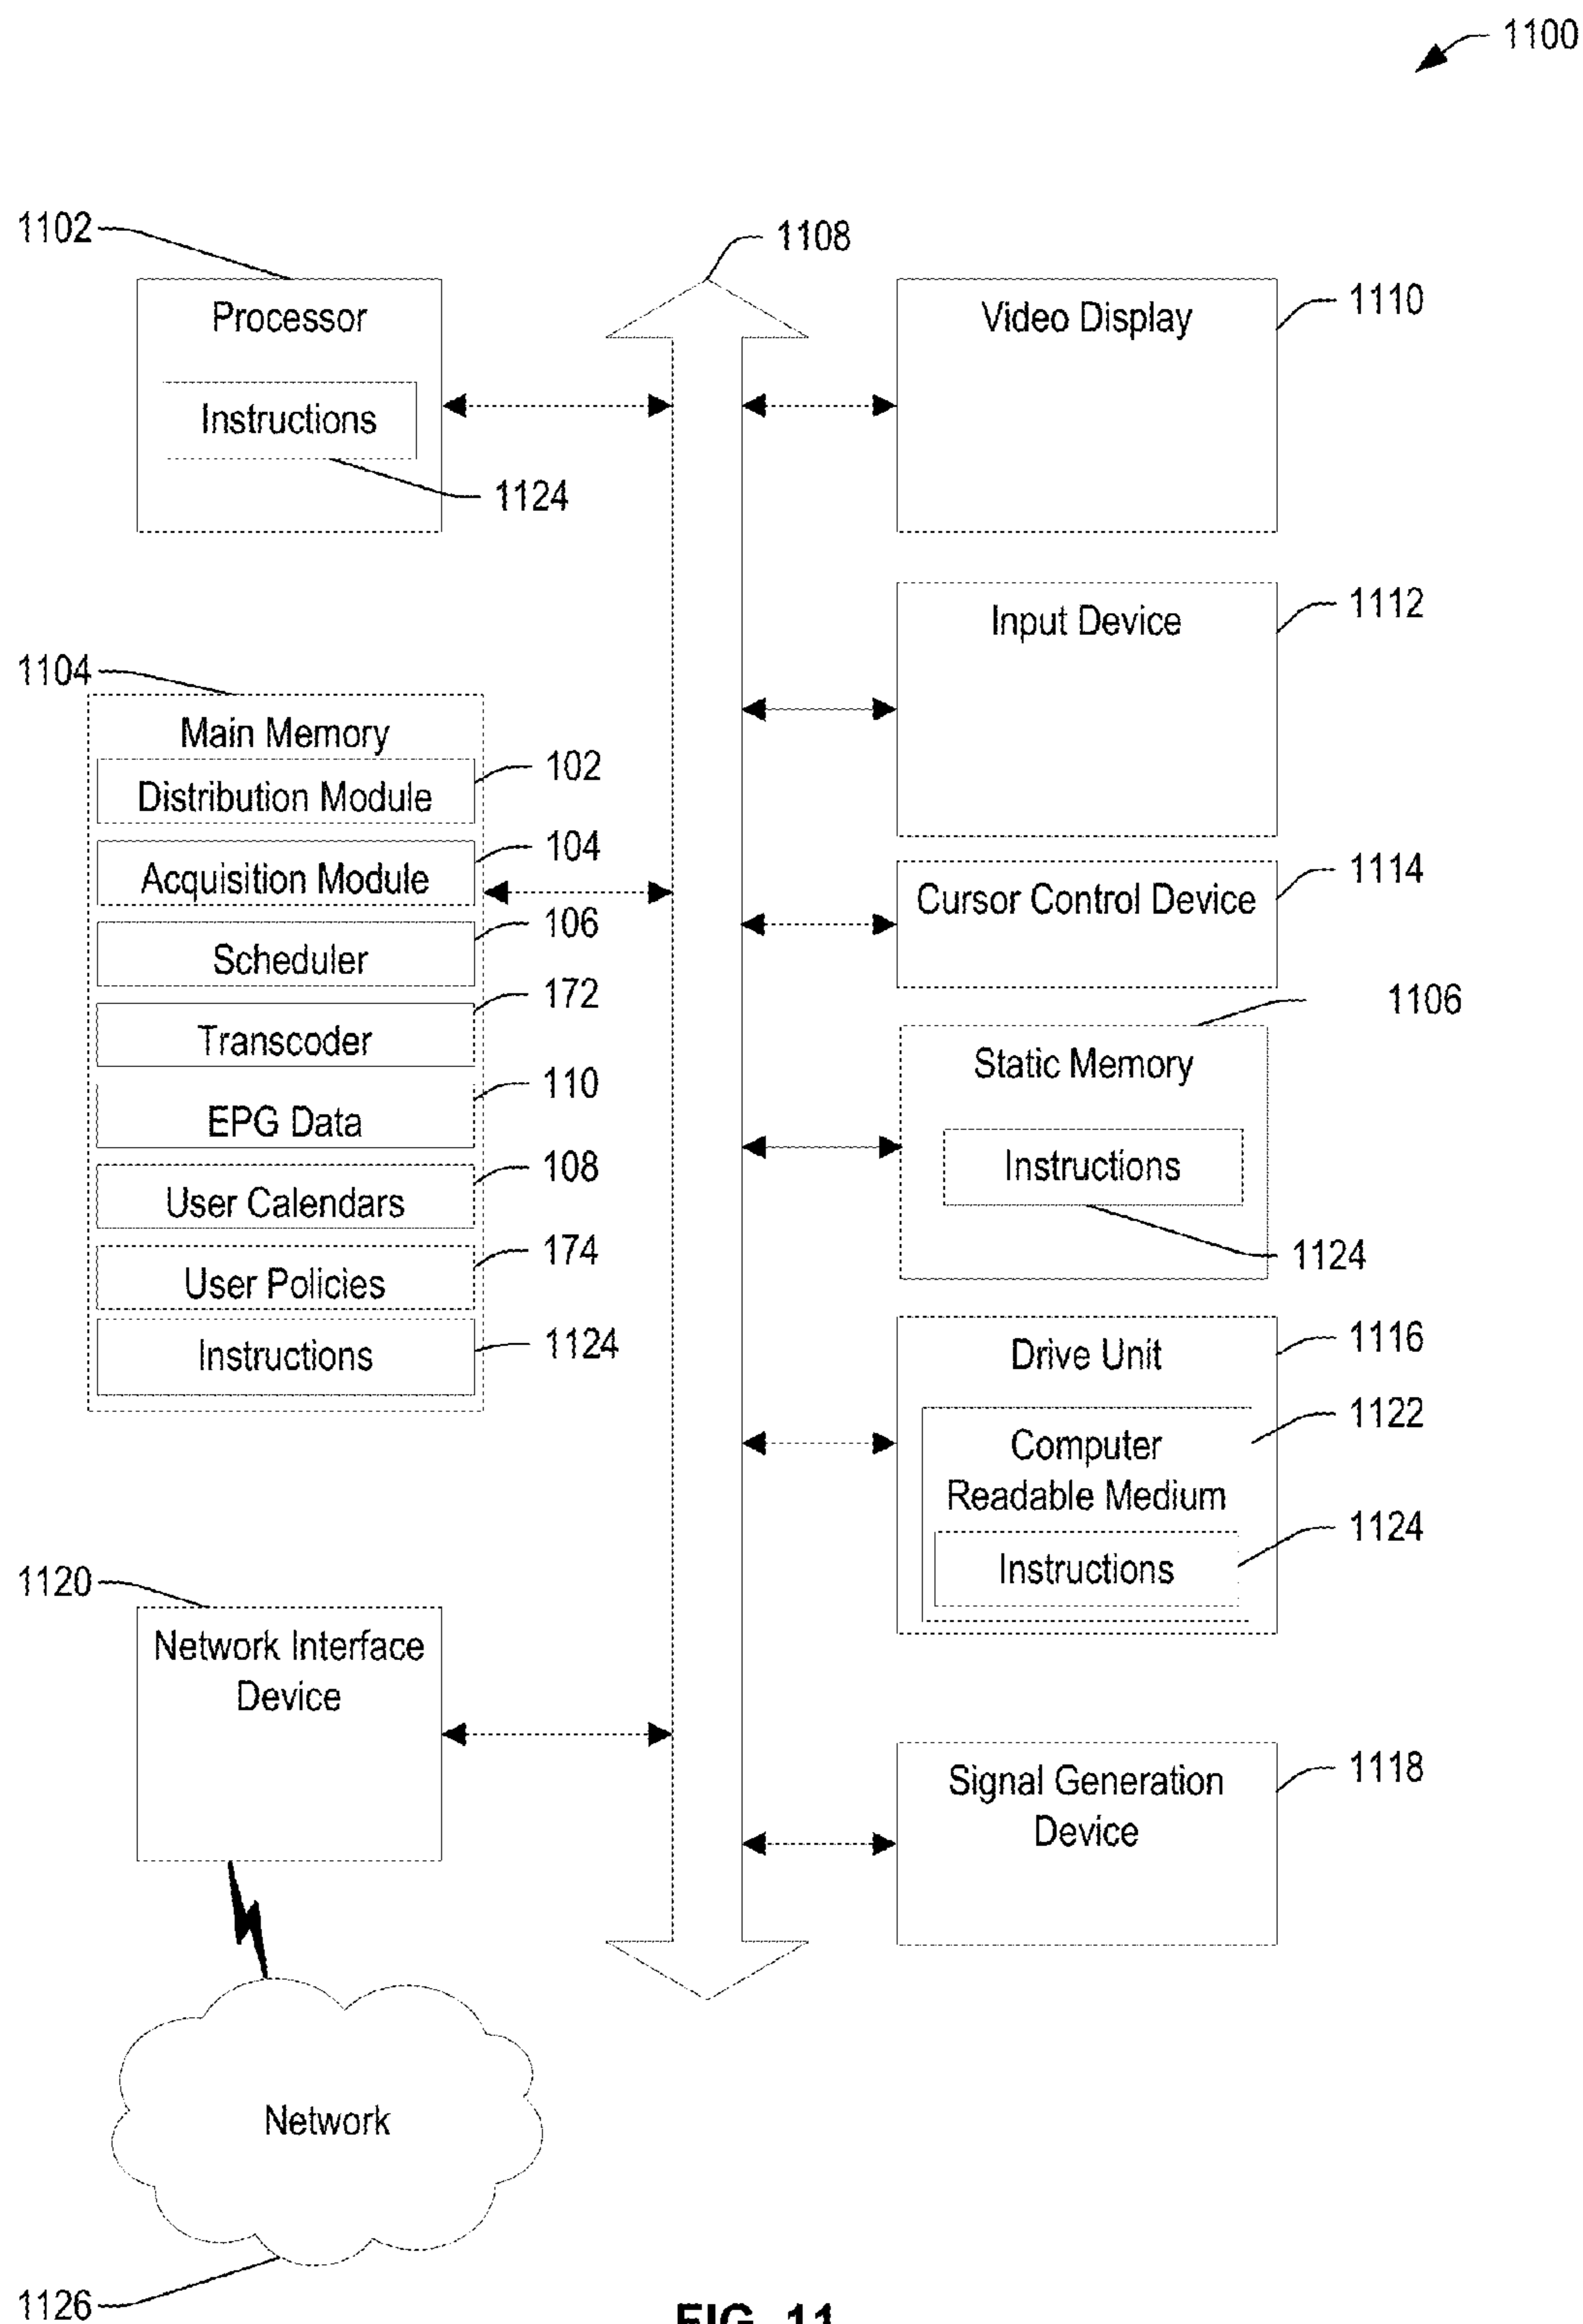 1100
1102
1108
Processor
Instructions
1124
Video Display
1110
Input Device
1112
1104
Main Memory
Distribution Module
102
Acquisition Module
104
Scheduler
106
Transcoder
172
EPG Data
110
User Calendars
108
User Policies
174
Instructions
1124
Cursor Control Device
1114
1106
Static Memory
Instructions
1124
Drive Unit
1116
Computer
Readable Medium
1122
Instructions
1124
1120
Network Interface
Device
Signal Generation
Device
1118
Network
1126
FIG. 11